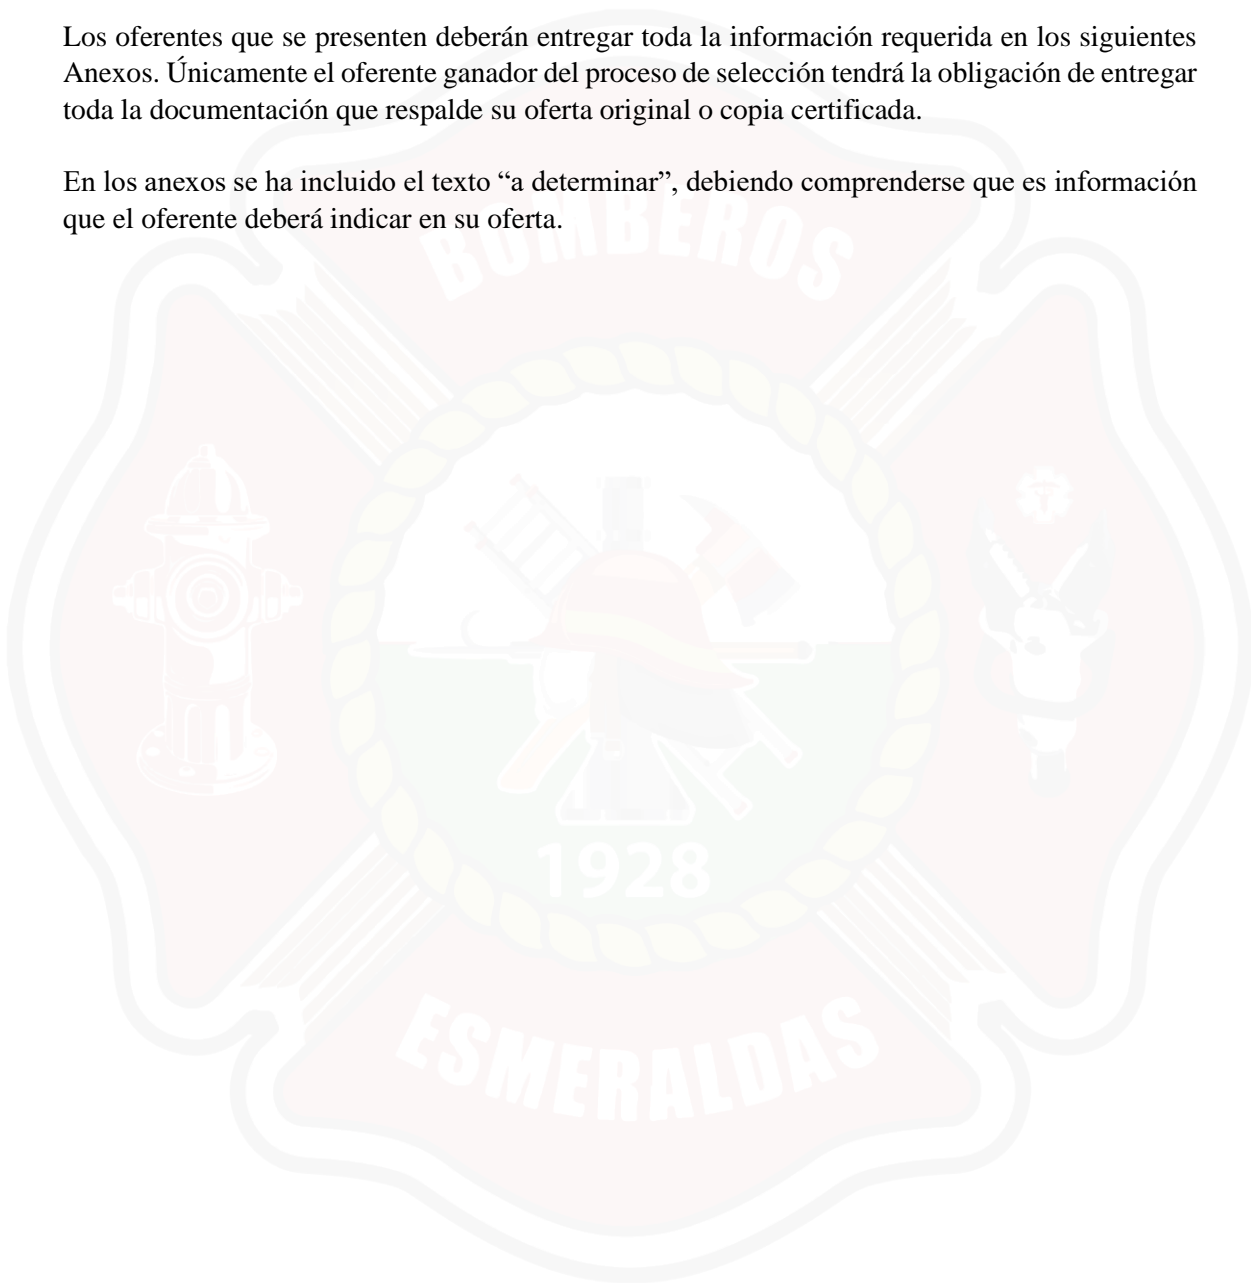 Los oferentes que se presenten deberán entregar toda la información requerida en los siguientes
Anexos. Únicamente el oferente ganador del proceso de selección tendrá la obligación de entregar
toda la documentación que respalde su oferta original o copia certificada.
En los anexos se ha incluido el texto “a determinar”, debiendo comprenderse que es información
que el oferente deberá indicar en su oferta.
BOMBEROS
1928
ESMERALDAS